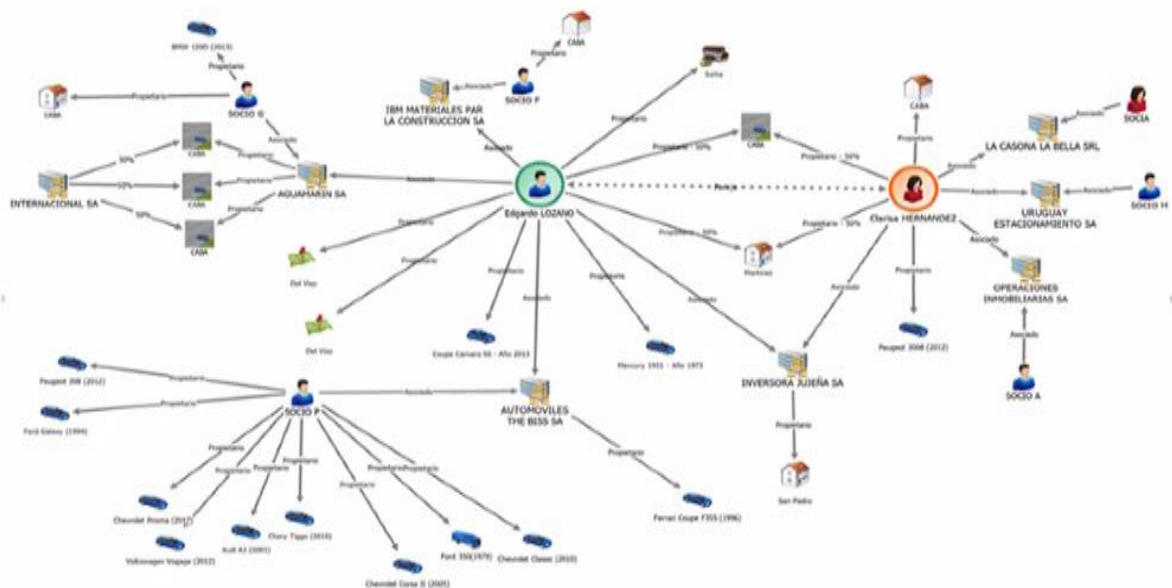 CABA
BMW 120D (2013)
Propietario
Salta
Propietario
Asociado
SOCIO F
IBM MATERIALES PAR
LA CONSTRUCCION SA
Propietario
CABA
SOCIO G
Asociado
CABA
Propietario
Asociado
Propietario
CABA
Propietario - 50%
CABA
Propietario - 50%
Propietario
SOCIA
Asociado
LA CASONA LA BELLA SRL
Asociado
50%
CABA
Propietario
INTERNACIONAL SA
50%
CABA
Propietario
AQUAMARIN SA
Asociado
Edgardo LOZANO
Pareja
Clarisa HERNANDEZ
Asociado
URUGUAY
ESTACIONAMIENTO SA
Asociado
SOCIO H
50%
CABA
Propietario
Propietario
Propietario - 50%
Propietario - 50%
Martinez
Asociado
Del Viso
Propietario
Propietario
Asociado
Propietario
Asociado
Asociado
Propietario
OPERACIONES
INMOBILIARIAS SA
Del Viso
Coupe Camaro SS - Año 2013
Mercury 1951 - Año 1973
Peugeot 3008 (2012)
Asociado
SOCIO A
INVERSORA JUJEÑA SA
Peugeot 308 (2012)
Propietario
Ford Galaxy (1994)
Propietario
SOCIO P
Asociado
AUTOMOVILES
THE BISS SA
Propietario
Propietario
San Pedro
Propietario
Propietario
Propietario
Propietario
Propietario
Propietario
Propietario
Chevrolet Prisma
Volkswagen Voyage (2012)
Audi A3 (2001)
Chery Tiggo (2010)
Chevrolet Corsa II (2005)
Ford 350(1979)
Chevrolet Classic (2010)
Ferrari Coupe F355 (1996)